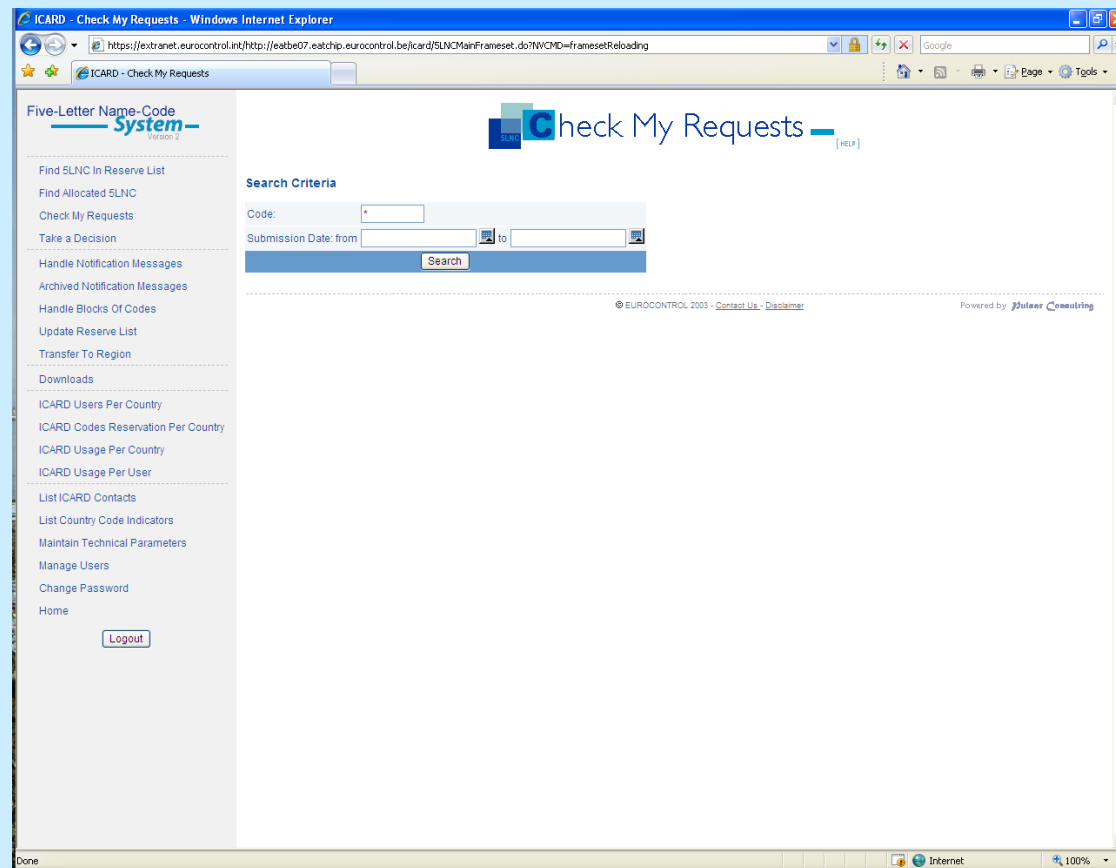 ICARD - Check My Requests - Windows Internet Explorer
https://extranet.eurocontrol.int/http://eatbe07.eatchip.eurocontrol.be/icard/5LNCMainFrameset.do?NVCMD=framesetReloading
Google
ICARD - Check My Requests
Page
Tools
Five-Letter Name-Code
System
Version 2
5LNC
Check My Requests
[HELP]
Find 5LNC In Reserve List
Find Allocated 5LNC
Check My Requests
Take a Decision
Handle Notification Messages
Archived Notification Messages
Handle Blocks Of Codes
Update Reserve List
Transfer To Region
Downloads
ICARD Users Per Country
ICARD Codes Reservation Per Country
ICARD Usage Per Country
ICARD Usage Per User
List ICARD Contacts
List Country Code Indicators
Maintain Technical Parameters
Manage Users
Change Password
Home
Logout
Search Criteria
Code: *
Submission Date: from to
Search
© EUROCONTROL 2003 - Contact Us - Disclaimer
Powered by Pulsar Consulting
Done
Internet
100%